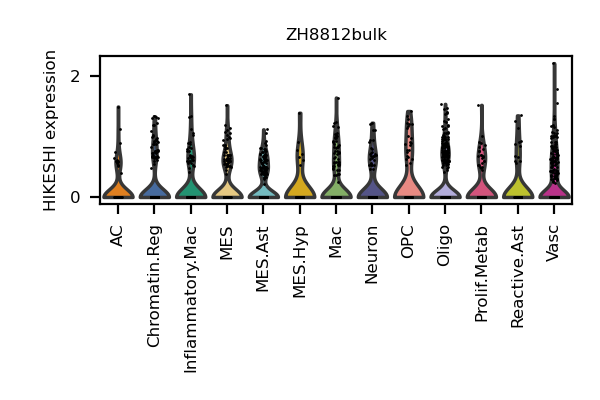 ZH8812bulk
HIKESHI expression
2
0
AC
Chromatin.Reg
Inflammatory.Mac
MES
MES.Ast
MES.Hyp
Mac
Neuron
OPC
Oligo
Prolif.Metab
Reactive.Ast
Vasc